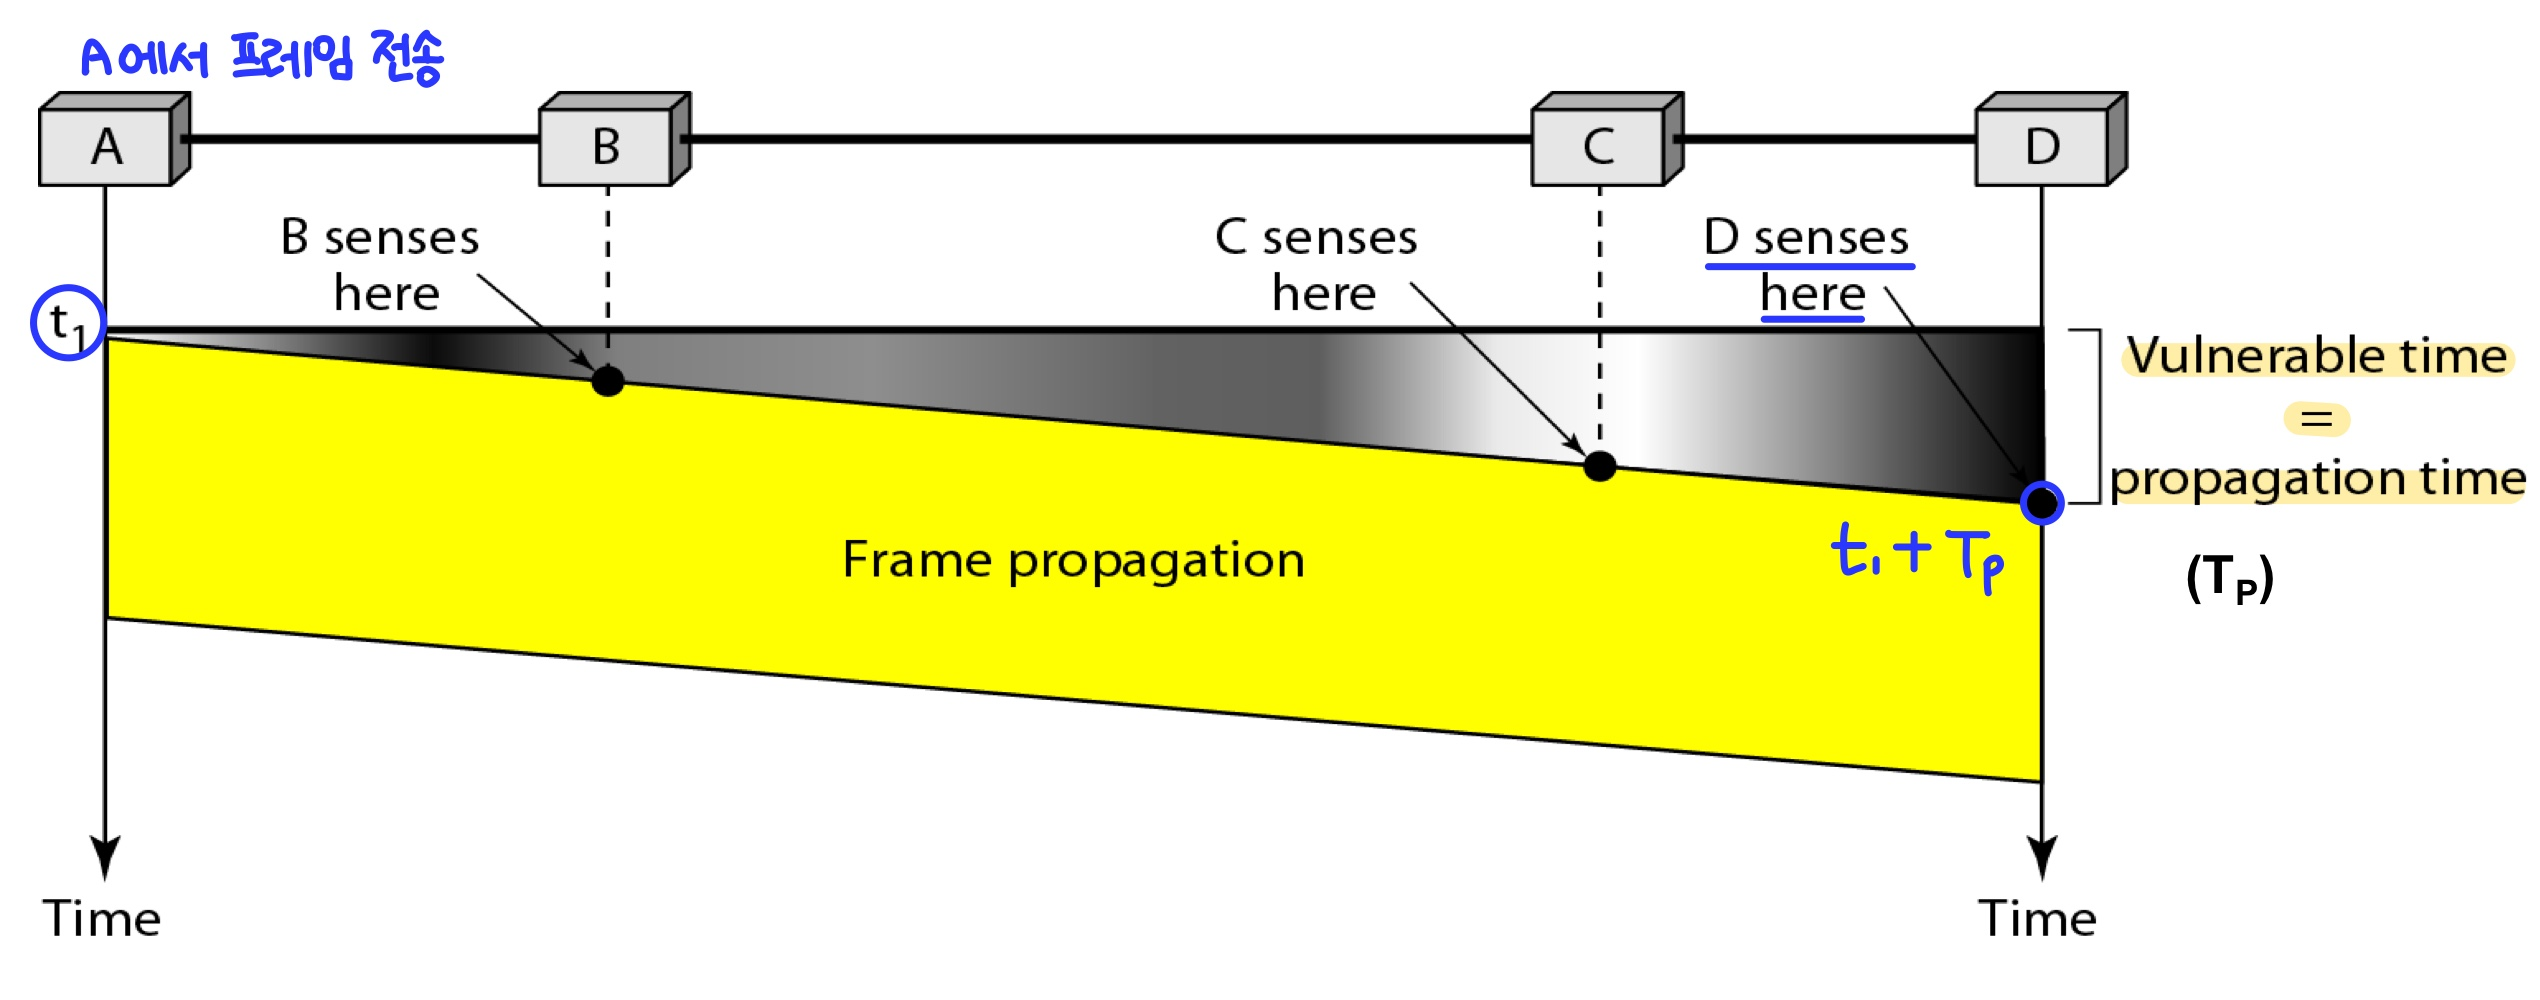 A에서 프레임 전송
A
B
C
D
B senses
here
C senses
here
D senses
here
t1
Vulnerable time
=
propagation time
Frame propagation
t1 + Tp
(TP)
Time
Time